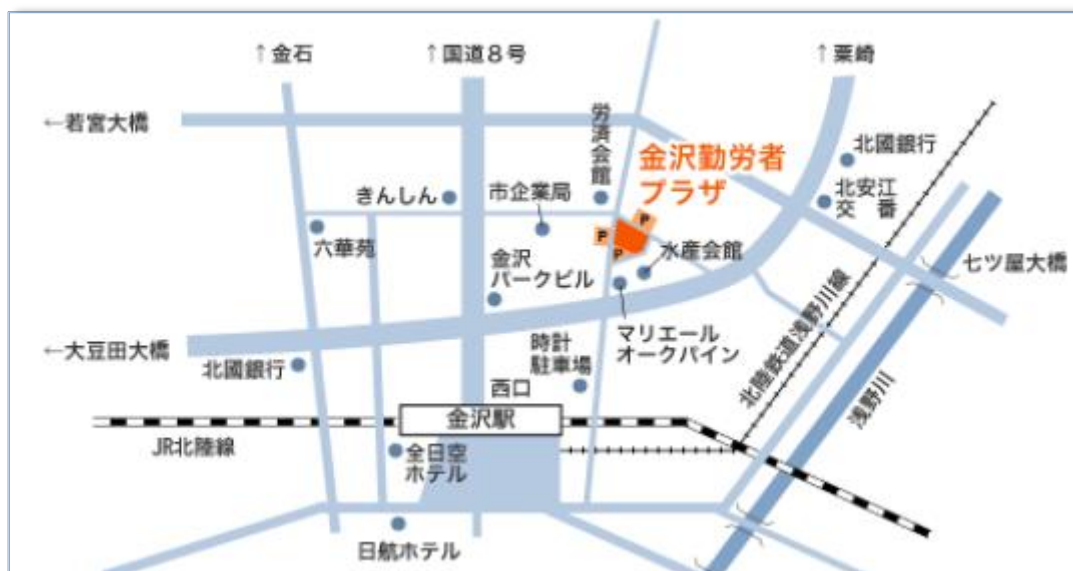 ↑金石
↑国道8号
↑粟崎
←若宮大橋
労済会館
金沢勤労者
プラザ
北國銀行
きんしん
市企業局
北安江
交番
六華苑
P
P
P
水産会館
金沢
パークビル
七ツ屋大橋
←大豆田大橋
マリエール
オークパイン
時計
駐車場
北國銀行
西口
北陸鉄道浅野川線
浅野川
金沢駅
JR北陸線
全日空
ホテル
日航ホテル